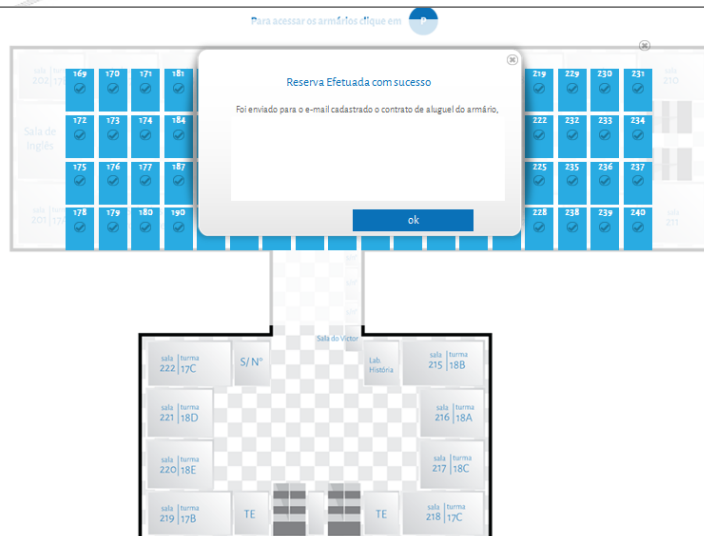 Para acessar os armários clique em P
169 170 171 181
219 229 230 231
sala
210
Reserva Efetuada com sucesso
Foi enviado para o e-mail cadastrado o contrato de aluguel do armário,
172 173 174 184
222 232 233 234
Sala de
Inglês
175 176 177 187
225 235 236 237
178 179 180 190
228 238 239 240
sala
211
ok
Sala do Victor
sala turma
222 17C
S/ Nº
Lab.
História
sala turma
215 18B
sala turma
221 18D
sala turma
216 18A
sala turma
220 18E
sala turma
217 18C
sala turma
219 17B
TE
TE
sala turma
218 17C